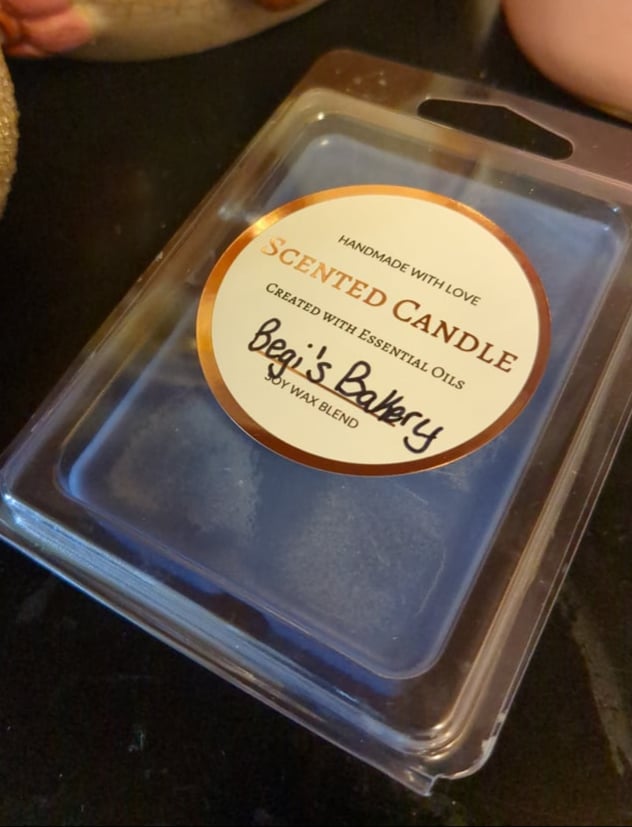 HANDMADE WITH LOVE
SCENTED CANDLE
CREATED WITH ESSENTIAL OILS
Begi's Bakery
SOY WAX BLEND